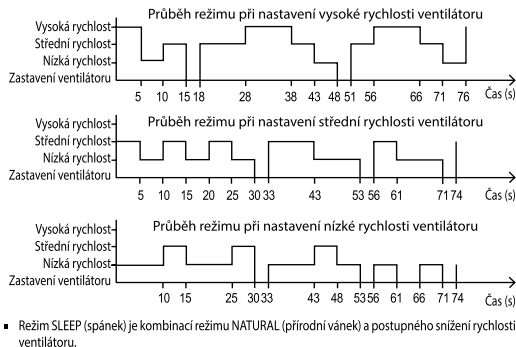 Průběh režimu při nastavení vysoké rychlosti ventilátoru
Vysoká rychlost
Střední rychlost
Nízká rychlost
Zastavení ventilátoru
5 10 15 18 28 38 43 48 51 56 66 71 76 Čas (s)
Průběh režimu při nastavení střední rychlosti ventilátoru
Vysoká rychlost
Střední rychlost
Nízká rychlost
Zastavení ventilátoru
5 10 15 20 25 30 33 43 53 56 61 71 74 Čas (s)
Průběh režimu při nastavení nízké rychlosti ventilátoru
Vysoká rychlost
Střední rychlost
Nízká rychlost
Zastavení ventilátoru
10 15 25 30 33 43 48 53 56 61 66 71 74 Čas (s)
▪ Režim SLEEP (spánek) je kombinací režimu NATURAL (přírodní vánek) a postupného snížení rychlosti
ventilátoru.